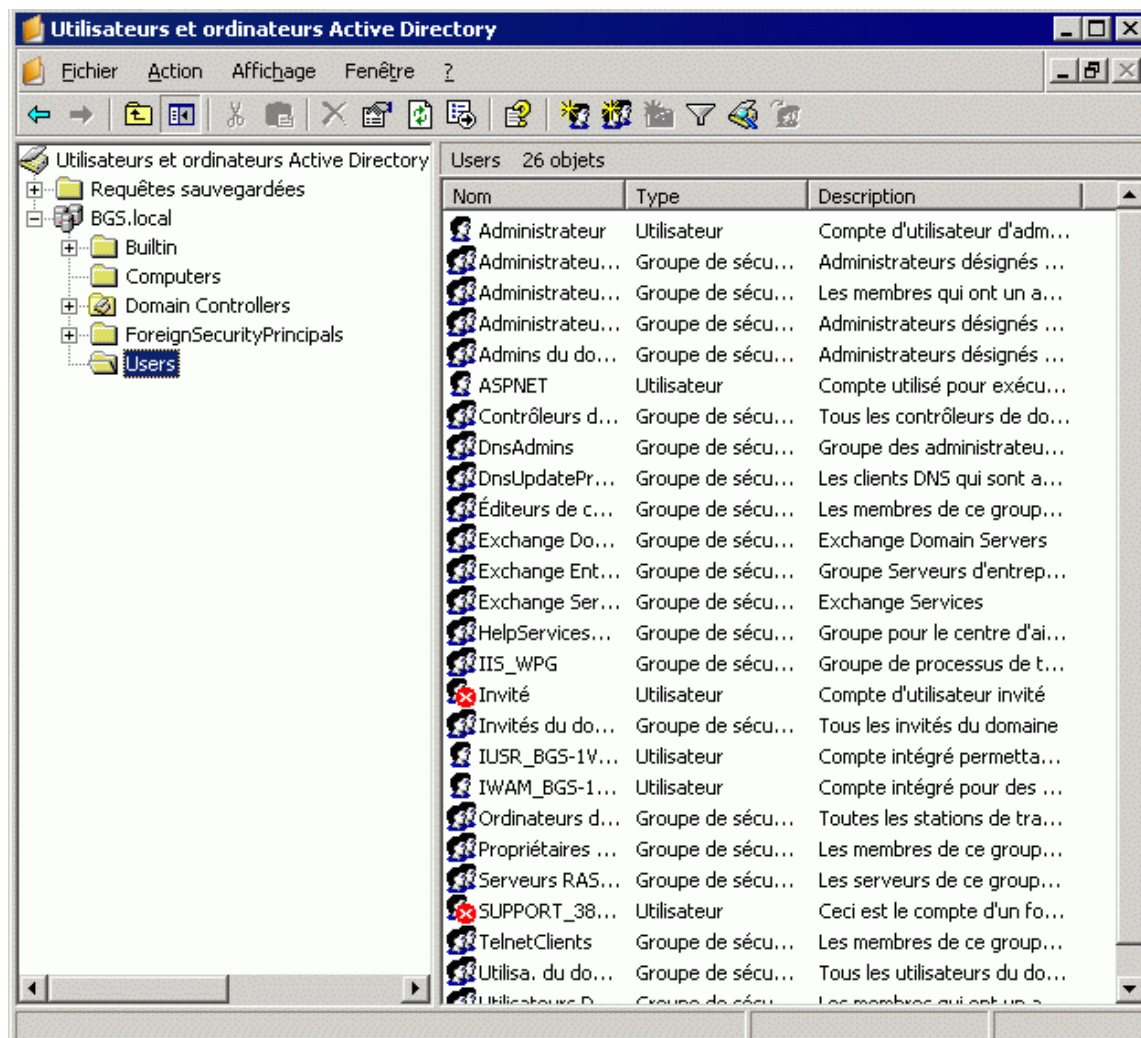 Utilisateurs et ordinateurs Active Directory
Fichier Action Affichage Fenêtre ?
Utilisateurs et ordinateurs Active Directory
Requêtes sauvegardées
BGS.local
Builtin
Computers
Domain Controllers
ForeignSecurityPrincipals
Users
Users 26 objets
Nom Type Description
Administrateur Utilisateur Compte d'utilisateur d'adm...
Administrateu... Groupe de sécu... Administrateurs désignés ...
Administrateu... Groupe de sécu... Les membres qui ont un a...
Administrateu... Groupe de sécu... Administrateurs désignés ...
Admins du do... Groupe de sécu... Administrateurs désignés ...
ASPNET Utilisateur Compte utilisé pour exécu...
Contrôleurs d... Groupe de sécu... Tous les contrôleurs de do...
DnsAdmins Groupe de sécu... Groupe des administrateu...
DnsUpdatePr... Groupe de sécu... Les clients DNS qui sont a...
Éditeurs de c... Groupe de sécu... Les membres de ce group...
Exchange Do... Groupe de sécu... Exchange Domain Servers
Exchange Ent... Groupe de sécu... Groupe Serveurs d'entrep...
Exchange Ser... Groupe de sécu... Exchange Services
HelpServices... Groupe de sécu... Groupe pour le centre d'ai...
IIS_WPG Groupe de sécu... Groupe de processus de t...
Invité Utilisateur Compte d'utilisateur invité
Invités du do... Groupe de sécu... Tous les invités du domaine
IUSR_BGS-1V... Utilisateur Compte intégré permetta...
IWAM_BGS-1... Utilisateur Compte intégré pour des ...
Ordinateurs d... Groupe de sécu... Toutes les stations de tra...
Propriétaires ... Groupe de sécu... Les membres de ce group...
Serveurs RAS... Groupe de sécu... Les serveurs de ce group...
SUPPORT_38... Utilisateur Ceci est le compte d'un fo...
TelnetClients Groupe de sécu... Les membres de ce group...
Utilisa. du do... Groupe de sécu... Tous les utilisateurs du do...
Utilisateurs D... Groupe de sécu... Les membres qui ont un a...